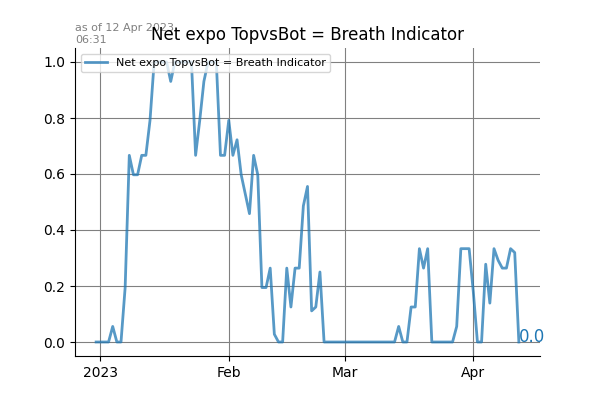 as of 12 Apr 2023
06:31
Net expo TopvsBot = Breath Indicator
Net expo TopvsBot = Breath Indicator
1.0
0.8
0.6
0.4
0.2
0.0
0.0
2023 Feb Mar Apr